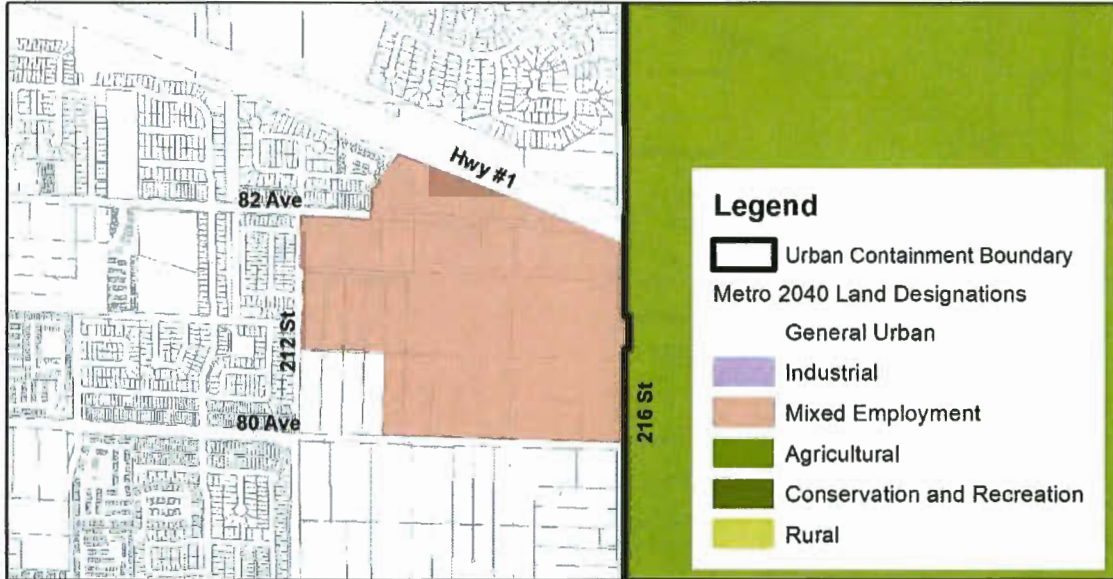 Hwy #1
82 Ave
212 St
80 Ave
216 St
Legend
Urban Containment Boundary
Metro 2040 Land Designations
General Urban
Industrial
Mixed Employment
Agricultural
Conservation and Recreation
Rural